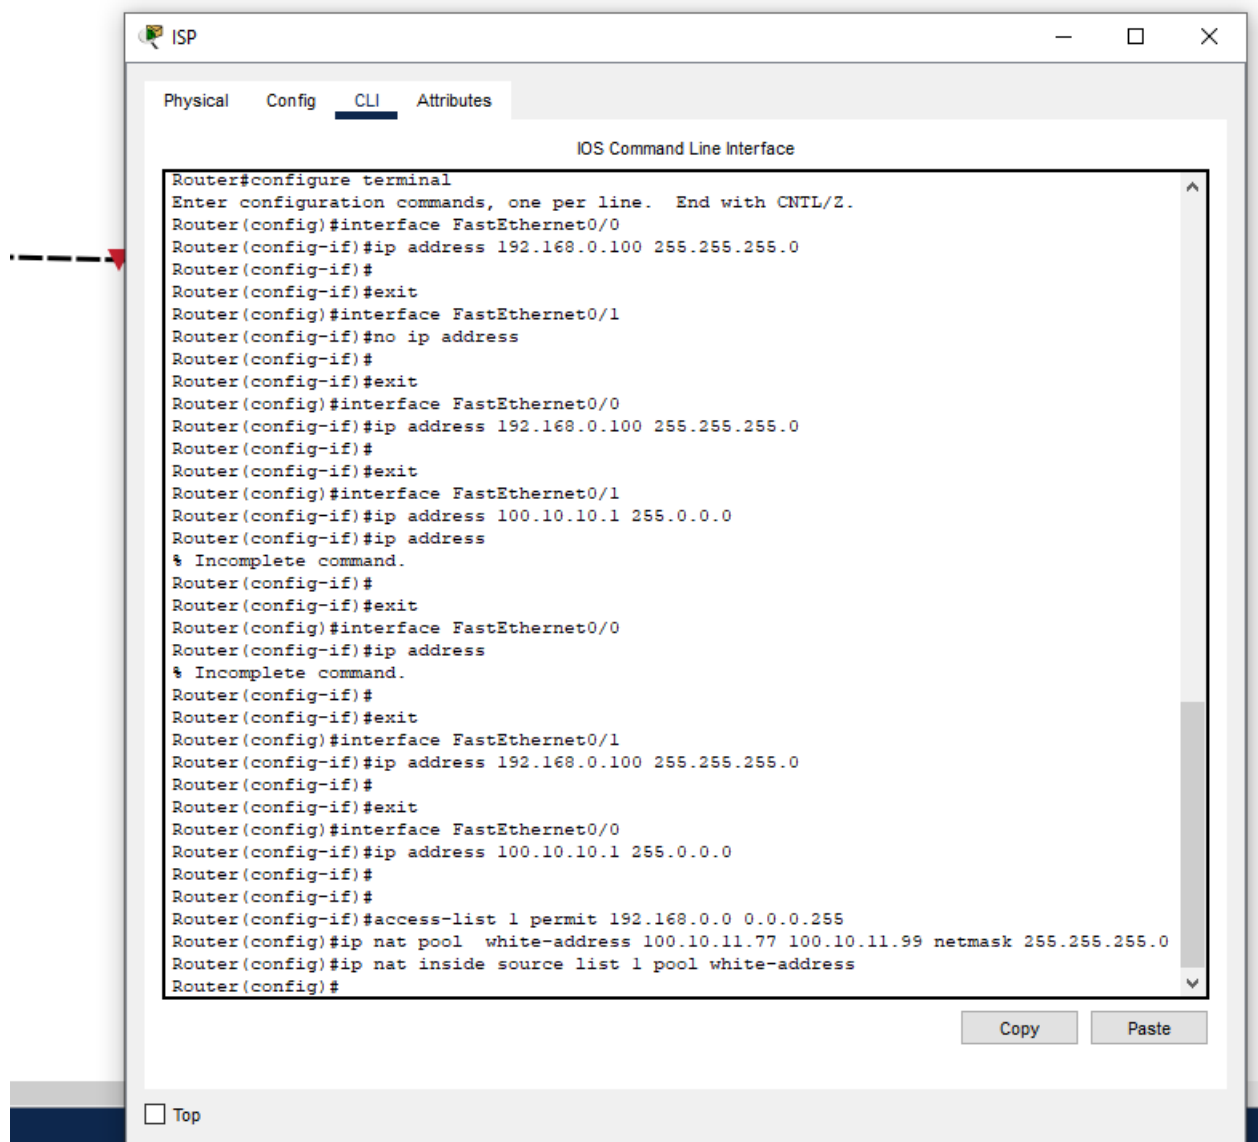 ISP
Physical Config CLI Attributes
IOS Command Line Interface
Router#configure terminal
Enter configuration commands, one per line.  End with CNTL/Z.
Router(config)#interface FastEthernet0/0
Router(config-if)#ip address 192.168.0.100 255.255.255.0
Router(config-if)#
Router(config-if)#exit
Router(config)#interface FastEthernet0/1
Router(config-if)#no ip address
Router(config-if)#
Router(config-if)#exit
Router(config)#interface FastEthernet0/0
Router(config-if)#ip address 192.168.0.100 255.255.255.0
Router(config-if)#
Router(config-if)#exit
Router(config)#interface FastEthernet0/1
Router(config-if)#ip address 100.10.10.1 255.0.0.0
Router(config-if)#ip address
% Incomplete command.
Router(config-if)#
Router(config-if)#exit
Router(config)#interface FastEthernet0/0
Router(config-if)#ip address
% Incomplete command.
Router(config-if)#
Router(config-if)#exit
Router(config)#interface FastEthernet0/1
Router(config-if)#ip address 192.168.0.100 255.255.255.0
Router(config-if)#
Router(config-if)#exit
Router(config)#interface FastEthernet0/0
Router(config-if)#ip address 100.10.10.1 255.0.0.0
Router(config-if)#
Router(config-if)#
Router(config-if)#access-list 1 permit 192.168.0.0 0.0.0.255
Router(config)#ip nat pool  white-address 100.10.11.77 100.10.11.99 netmask 255.255.255.0
Router(config)#ip nat inside source list 1 pool white-address
Router(config)#
Copy Paste
Top